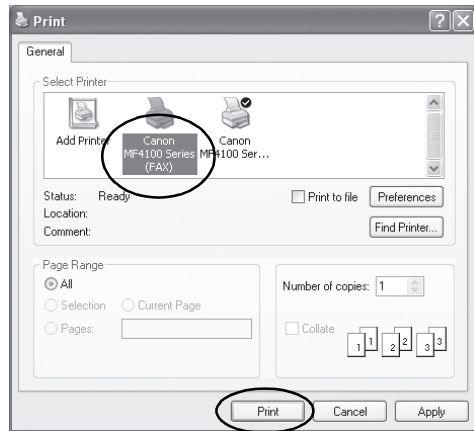 Print
General
Select Printer
Add Printer
Canon
MF4100 Series
(FAX)
Canon
MF4100 Ser...
Status: Ready
Location:
Comment:
Print to file
Preferences
Find Printer...
Page Range
All
Selection
Current Page
Pages:
Number of copies: 1
Collate
1 1 2 2 3 3
Print
Cancel
Apply